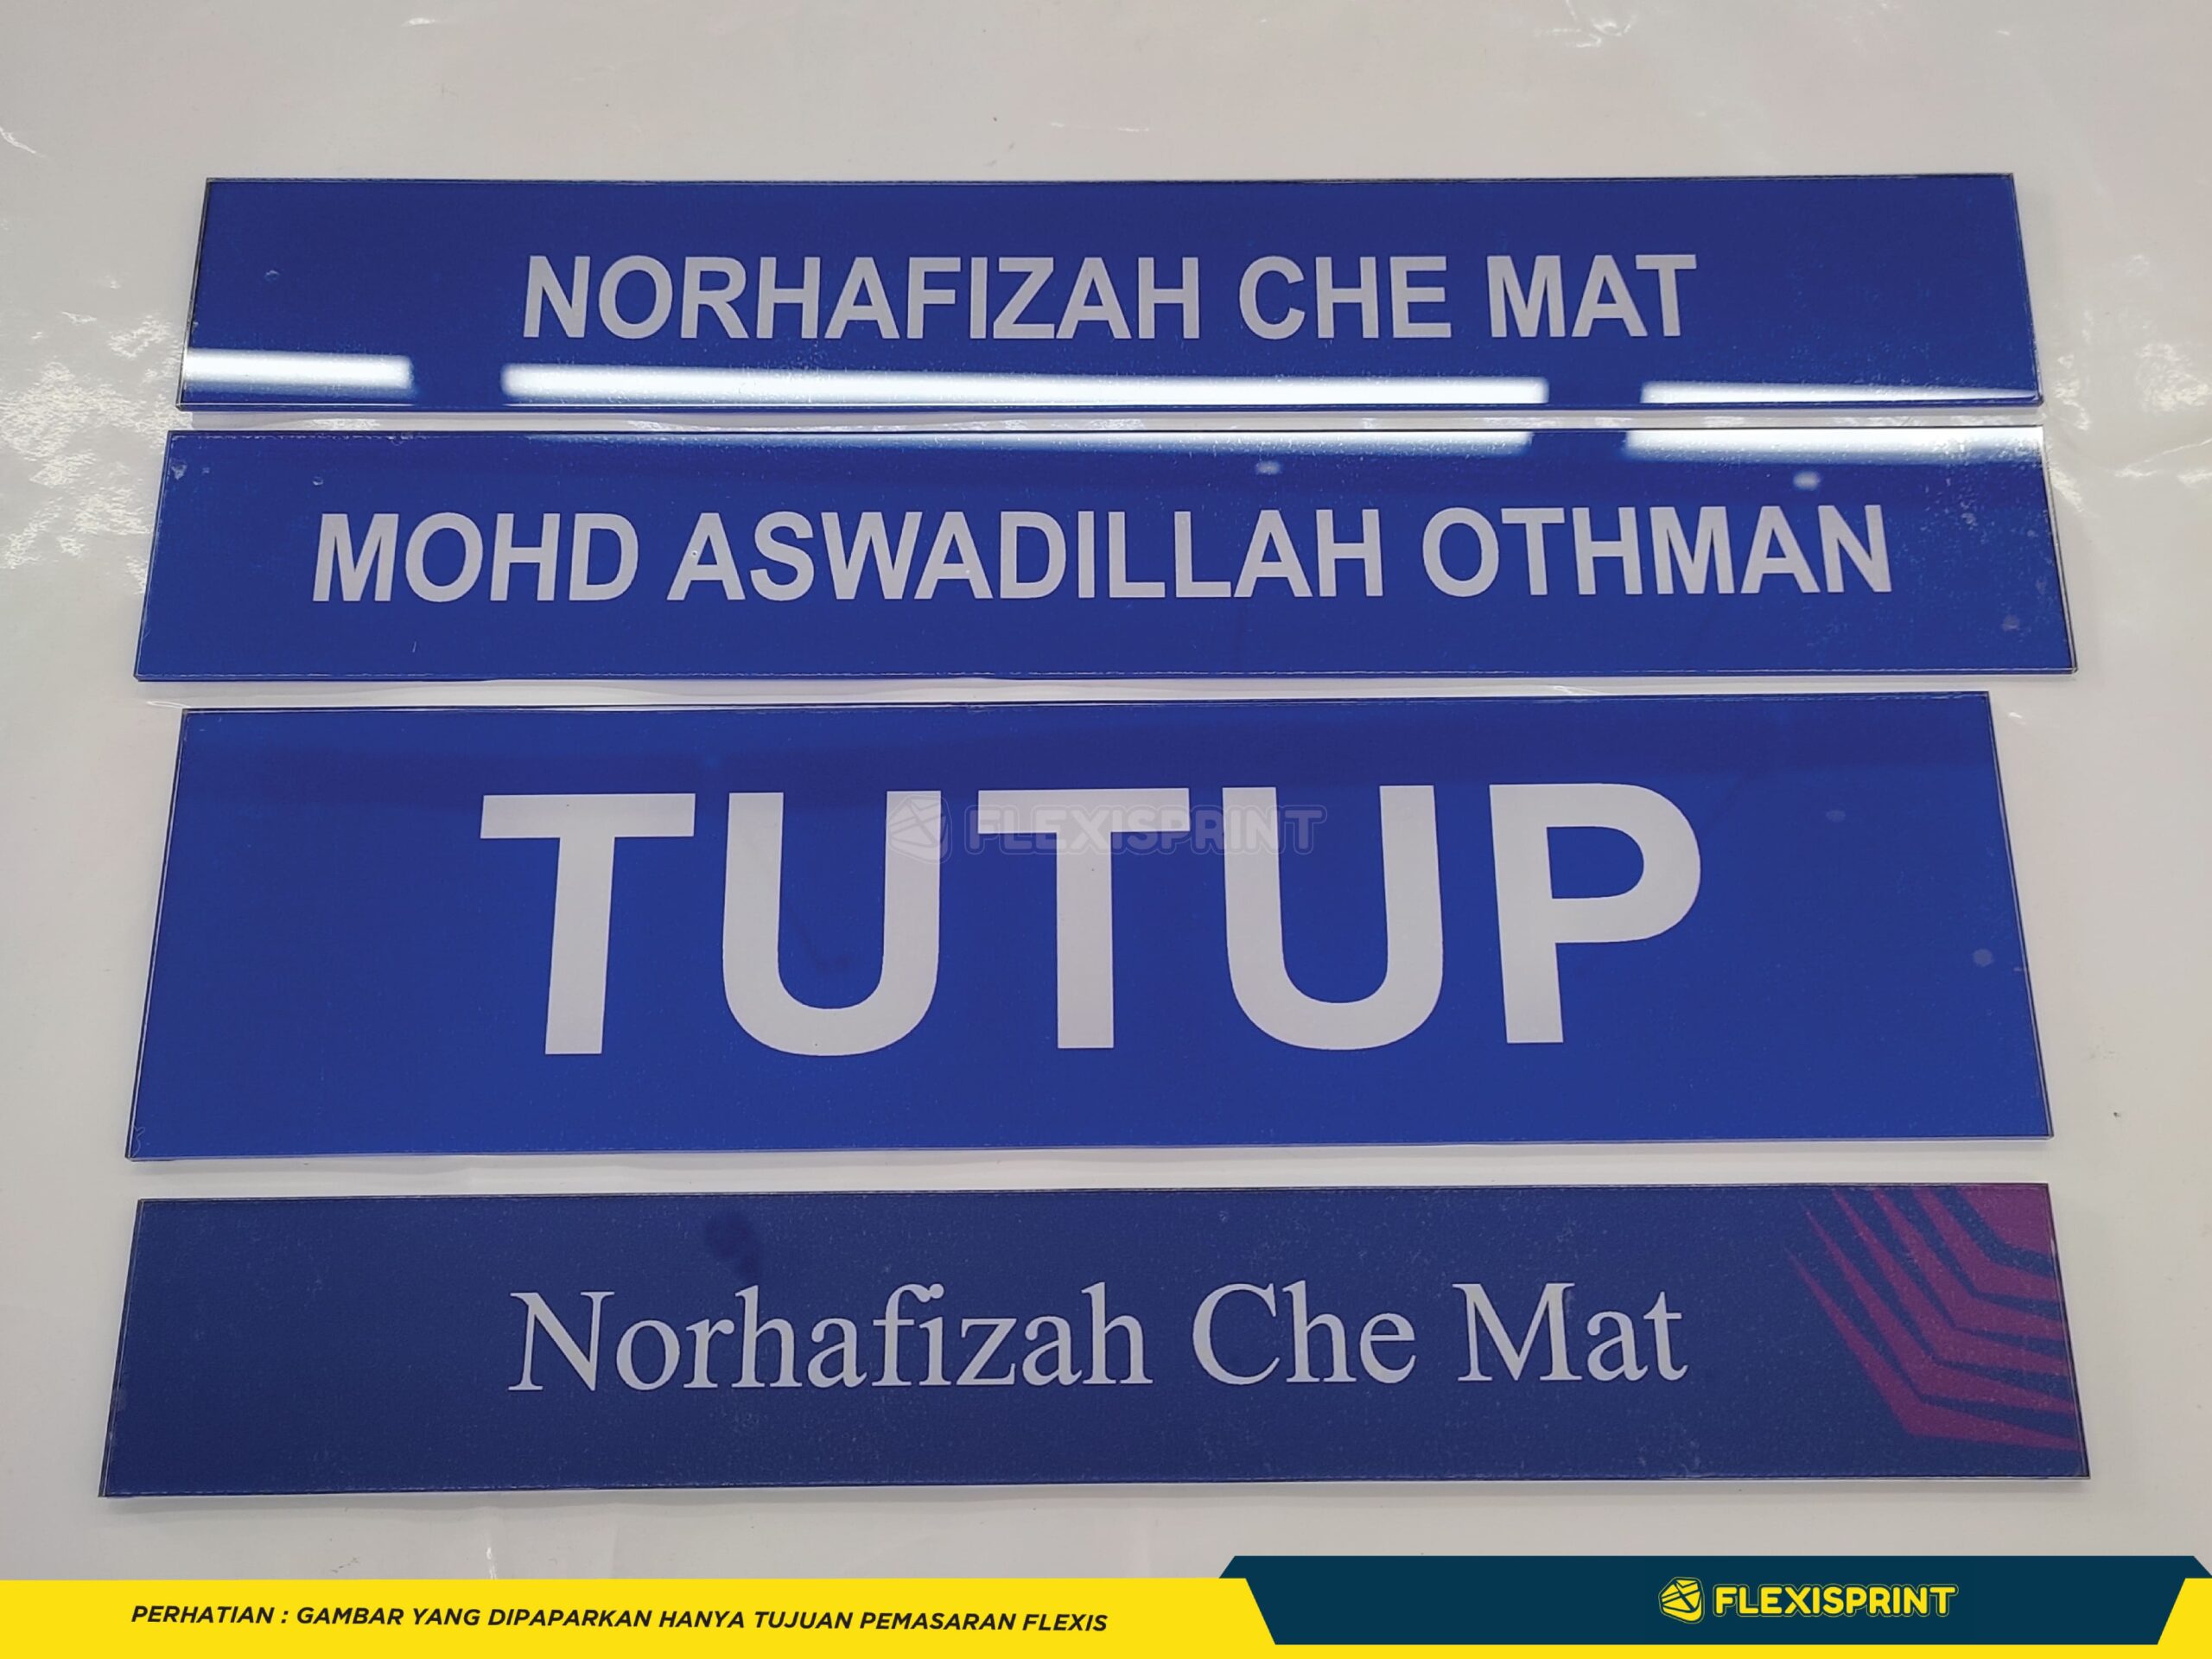 NORHAFIZAH CHE MAT
MOHD ASWADILLAH OTHMAN
TUTUP
FLEXISPRINT
Norhafizah Che Mat
PERHATIAN : GAMBAR YANG DIPAPARKAN HANYA TUJUAN PEMASARAN FLEXIS
FLEXISPRINT